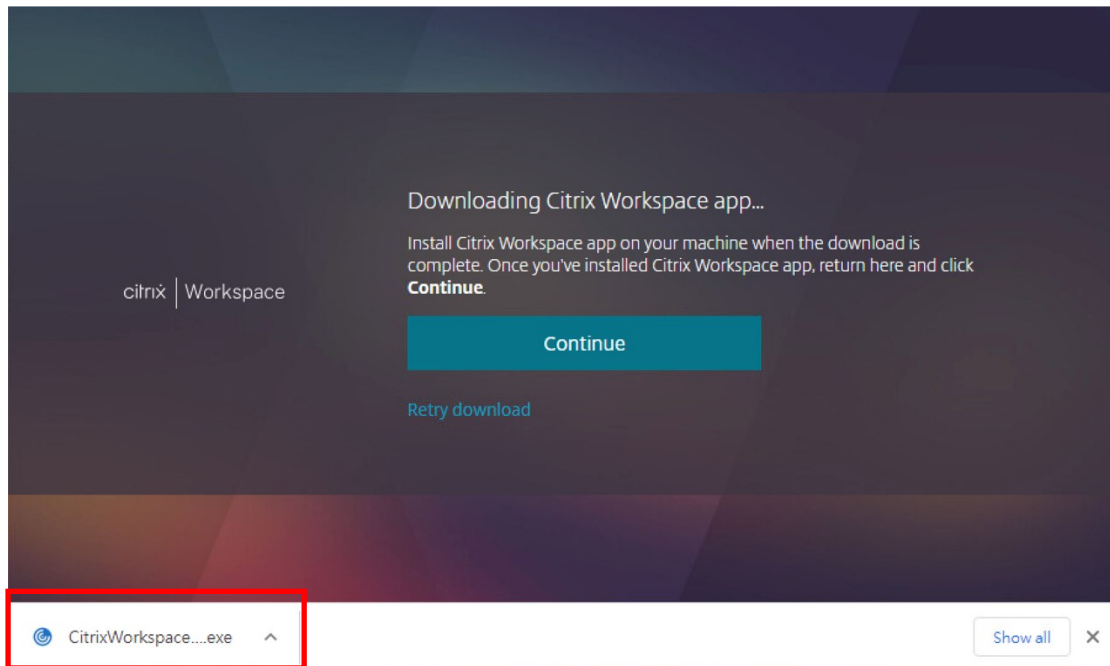 Downloading Citrix Workspace app...
Install Citrix Workspace app on your machine when the download is
complete. Once you've installed Citrix Workspace app, return here and click
Continue.
citrix | Workspace
Continue
Retry download
CitrixWorkspace....exe
Show all